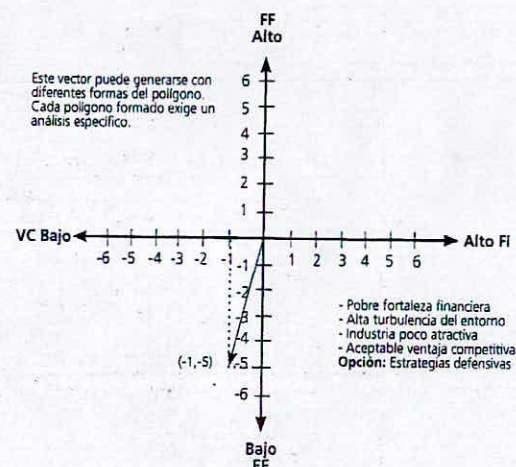 FF
Alto
Este vector puede generarse con
diferentes formas del polígono.
Cada polígono formado exige un
análisis específico.
6
5
4
3
2
1
VC Bajo
Alto FI
-6 -5 -4 -3 -2 -1 1 2 3 4 5 6
-1
-2
-3
-4
(-1,-5)
-5
-6
- Pobre fortaleza financiera
- Alta turbulencia del entorno
- Industria poco atractiva
- Aceptable ventaja competitiva
Opción: Estrategias defensivas
Bajo
EE